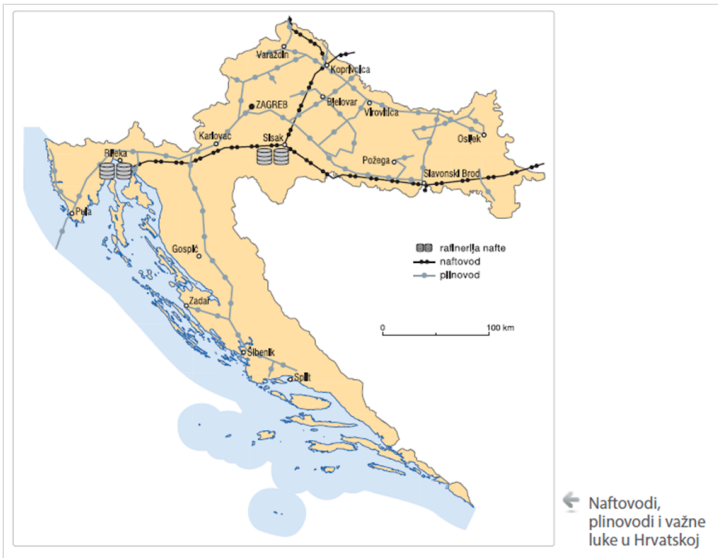 Varaždin
Koprivnica
ZAGREB
Bjelovar
Virovitica
Karlovac
Sisak
Osijek
Rijeka
Požega
Slavonski Brod
Pula
Gospić
rafinerija nafte
naftovod
plinovod
Zadar
0 100 km
Šibenik
Split
Naftovodi,
plinovodi i važne
luke u Hrvatskoj